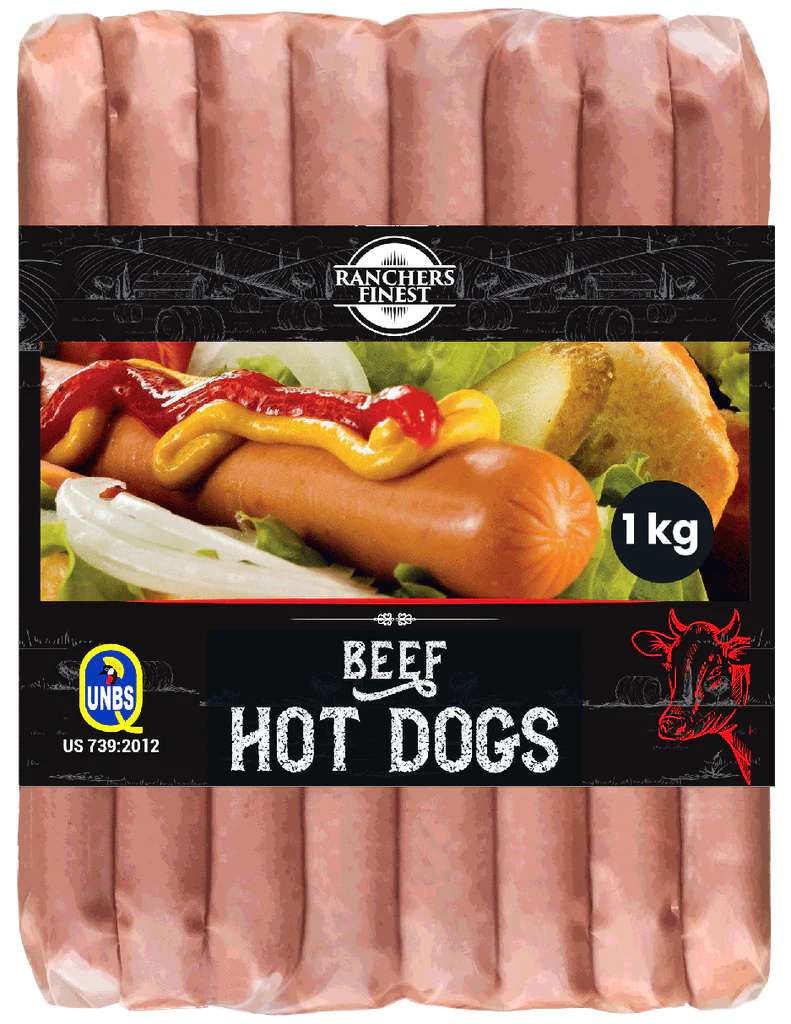 RANCHERS
FINEST
1 kg
BEEF
HOT DOGS
UNBS
US 739:2012